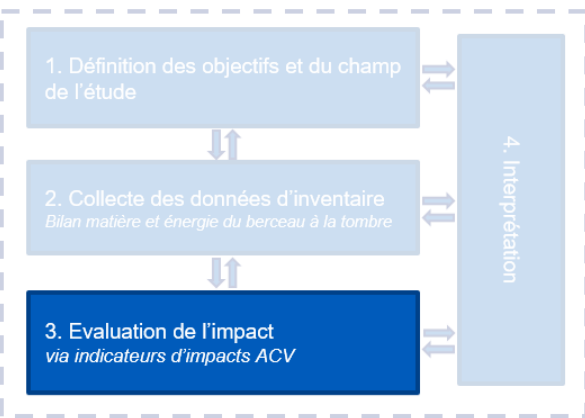 1. Définition des objectifs et du champ
de l'étude
2. Collecte des données d'inventaire
Bilan matière et énergie du berceau à la tombre
3. Evaluation de l'impact
via indicateurs d'impacts ACV
4. Interprétation